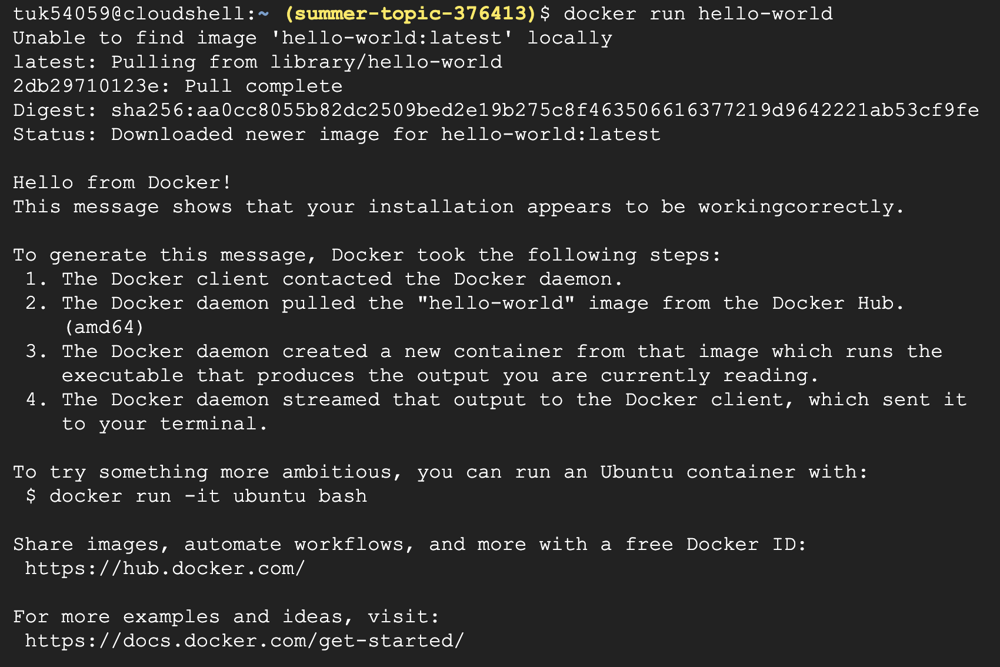 tuk54059@cloudshell:~ (summer-topic-376413)$ docker run hello-world
Unable to find image 'hello-world:latest' locally
latest: Pulling from library/hello-world
2db29710123e: Pull complete
Digest: sha256:aa0cc8055b82dc2509bed2e19b275c8f463506616377219d9642221ab53cf9fe
Status: Downloaded newer image for hello-world:latest

Hello from Docker!
This message shows that your installation appears to be workingcorrectly.

To generate this message, Docker took the following steps:
 1. The Docker client contacted the Docker daemon.
 2. The Docker daemon pulled the "hello-world" image from the Docker Hub.
    (amd64)
 3. The Docker daemon created a new container from that image which runs the
    executable that produces the output you are currently reading.
 4. The Docker daemon streamed that output to the Docker client, which sent it
    to your terminal.

To try something more ambitious, you can run an Ubuntu container with:
 $ docker run -it ubuntu bash

Share images, automate workflows, and more with a free Docker ID:
 https://hub.docker.com/

For more examples and ideas, visit:
 https://docs.docker.com/get-started/